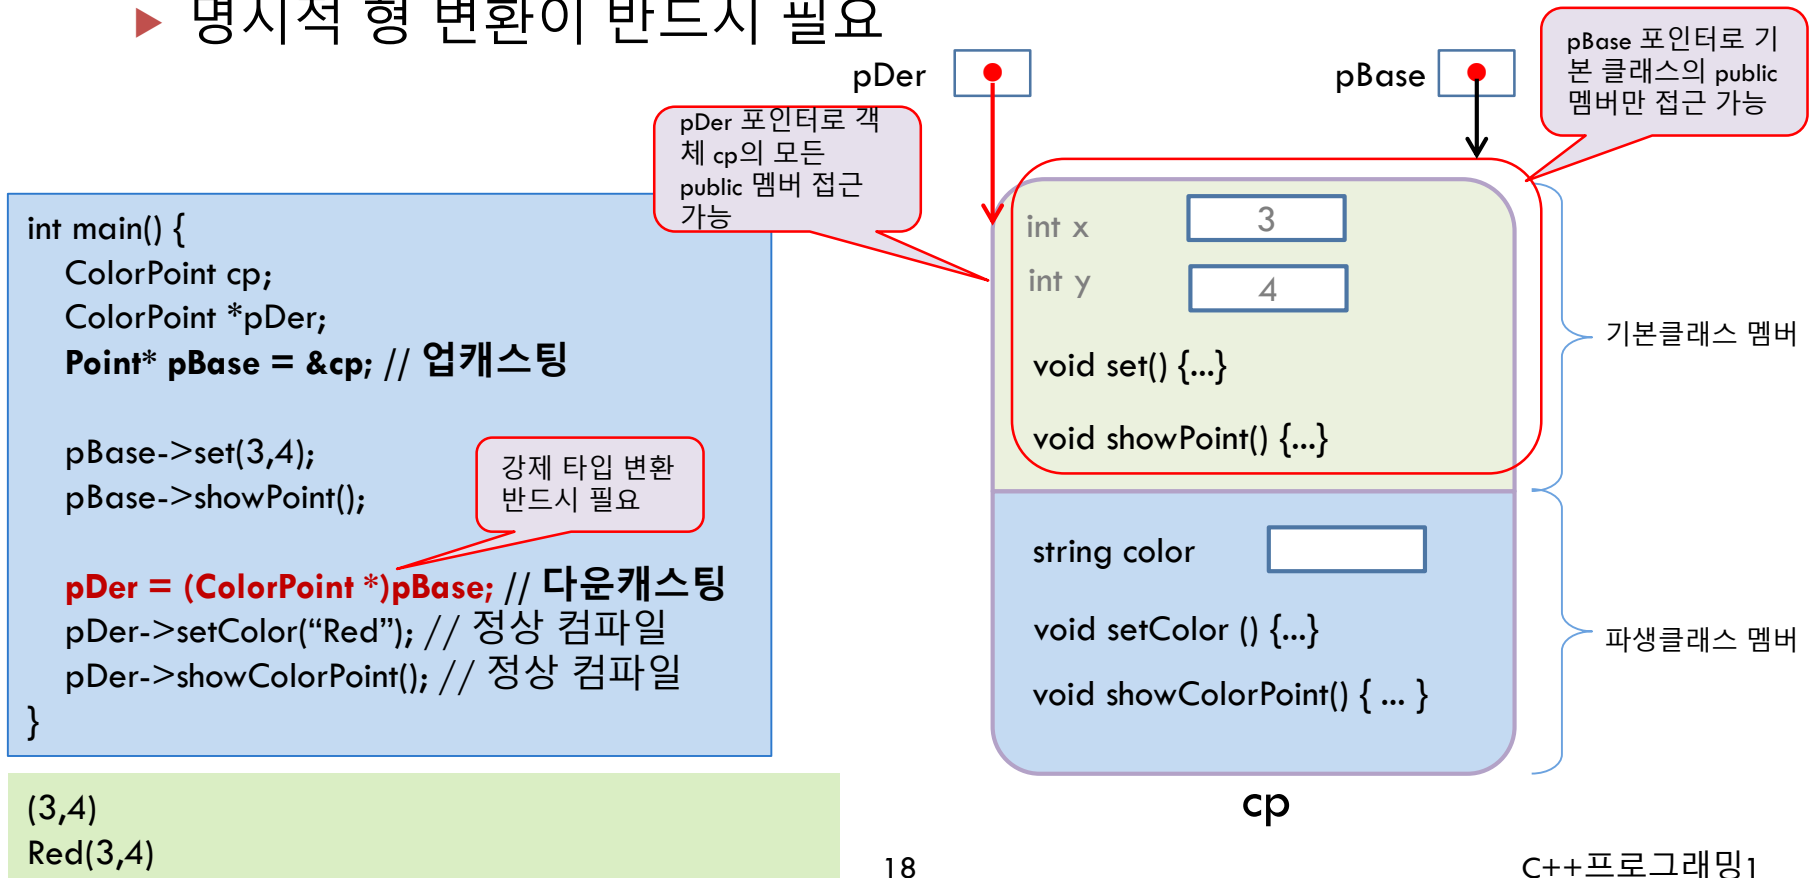 ▶ 명시적 형 변환이 반드시 필요
pDer
pBase
pBase 포인터로 기
본 클래스의 public
멤버만 접근 가능
pDer 포인터로 객
체 cp의 모든
public 멤버 접근
가능
int main() {
ColorPoint cp;
ColorPoint *pDer;
Point* pBase = &cp; // 업캐스팅
pBase->set(3,4);
pBase->showPoint();
강제 타입 변환
반드시 필요
pDer = (ColorPoint *)pBase; // 다운캐스팅
pDer->setColor(“Red”); // 정상 컴파일
pDer->showColorPoint(); // 정상 컴파일
}
int x 3
int y 4
void set() {...}
void showPoint() {...}
기본클래스 멤버
string color
void setColor () {...}
void showColorPoint() { ... }
파생클래스 멤버
cp
(3,4)
Red(3,4)
18
C++프로그래밍1